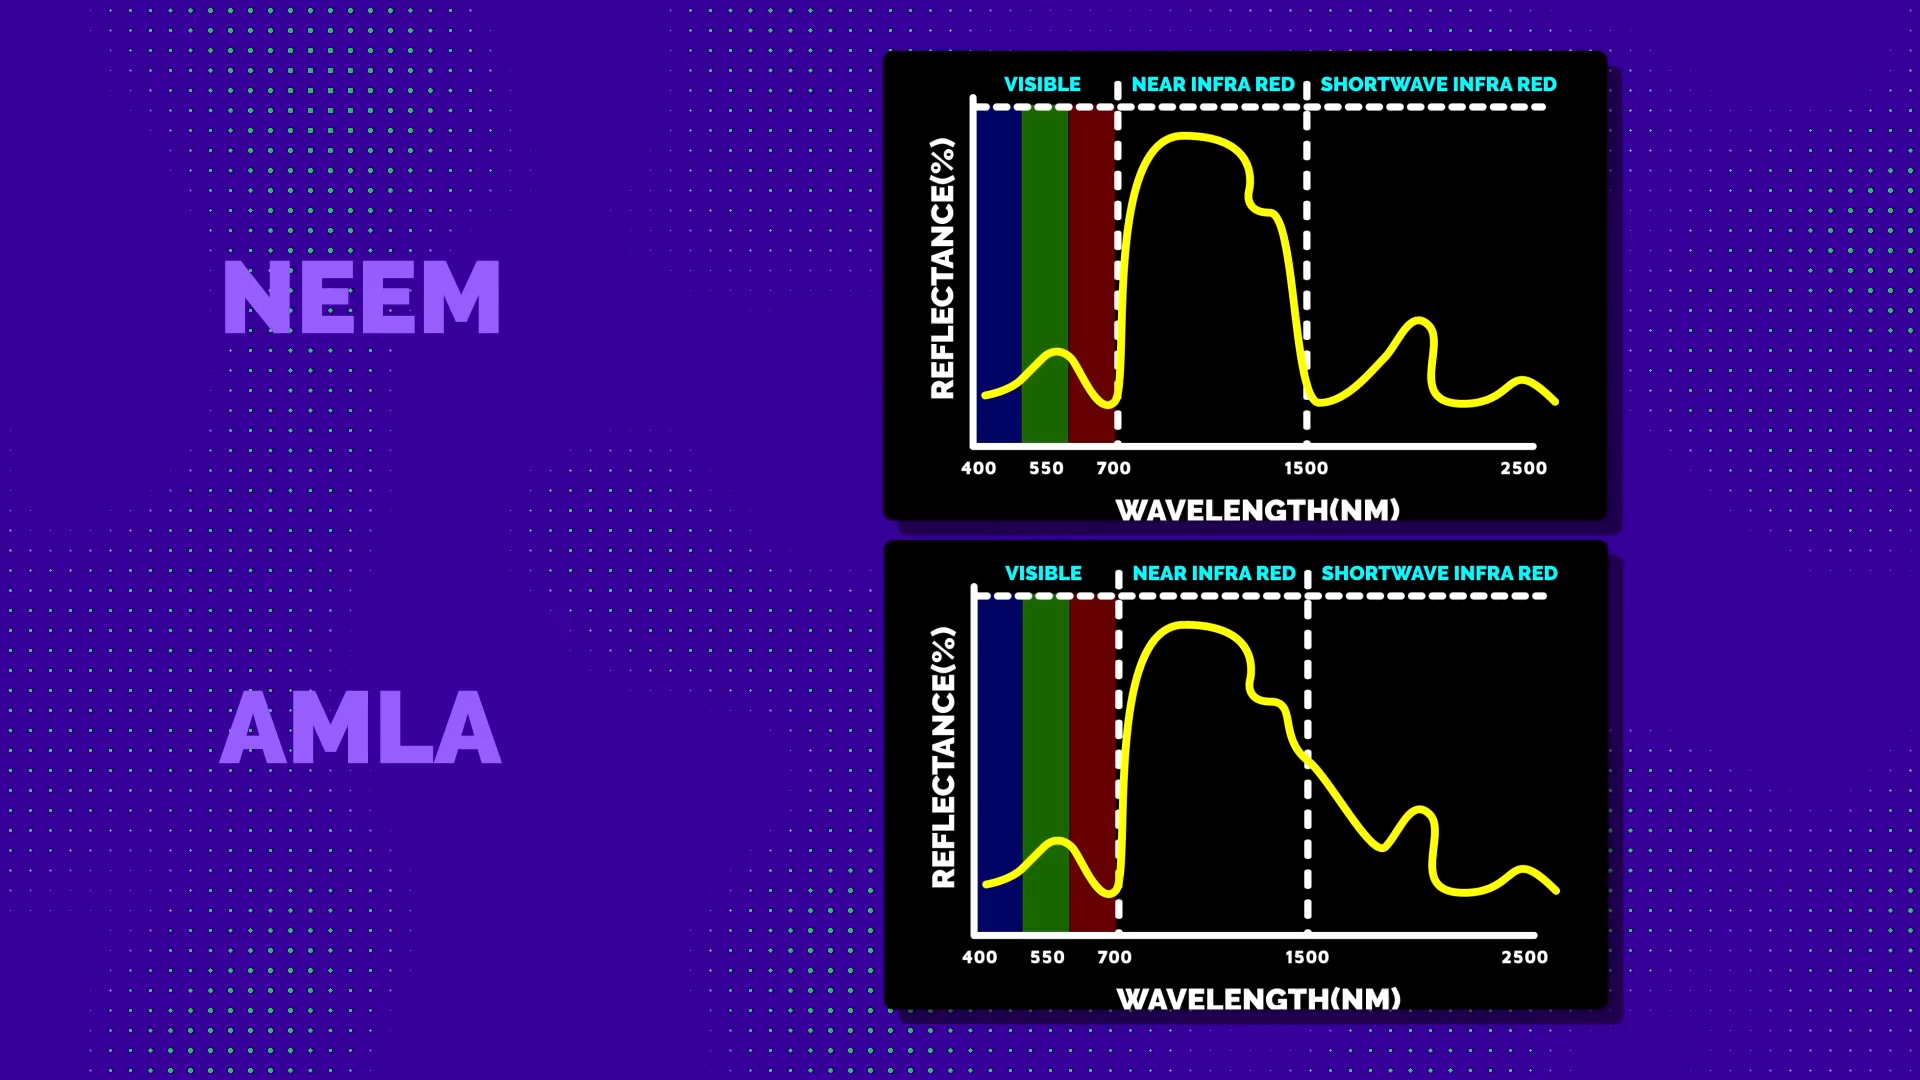 NEEM
VISIBLE NEAR INFRA RED SHORTWAVE INFRA RED
REFLECTANCE(%)
400 550 700 1500 2500
WAVELENGTH(NM)
AMLA
VISIBLE NEAR INFRA RED SHORTWAVE INFRA RED
REFLECTANCE(%)
400 550 700 1500 2500
WAVELENGTH(NM)